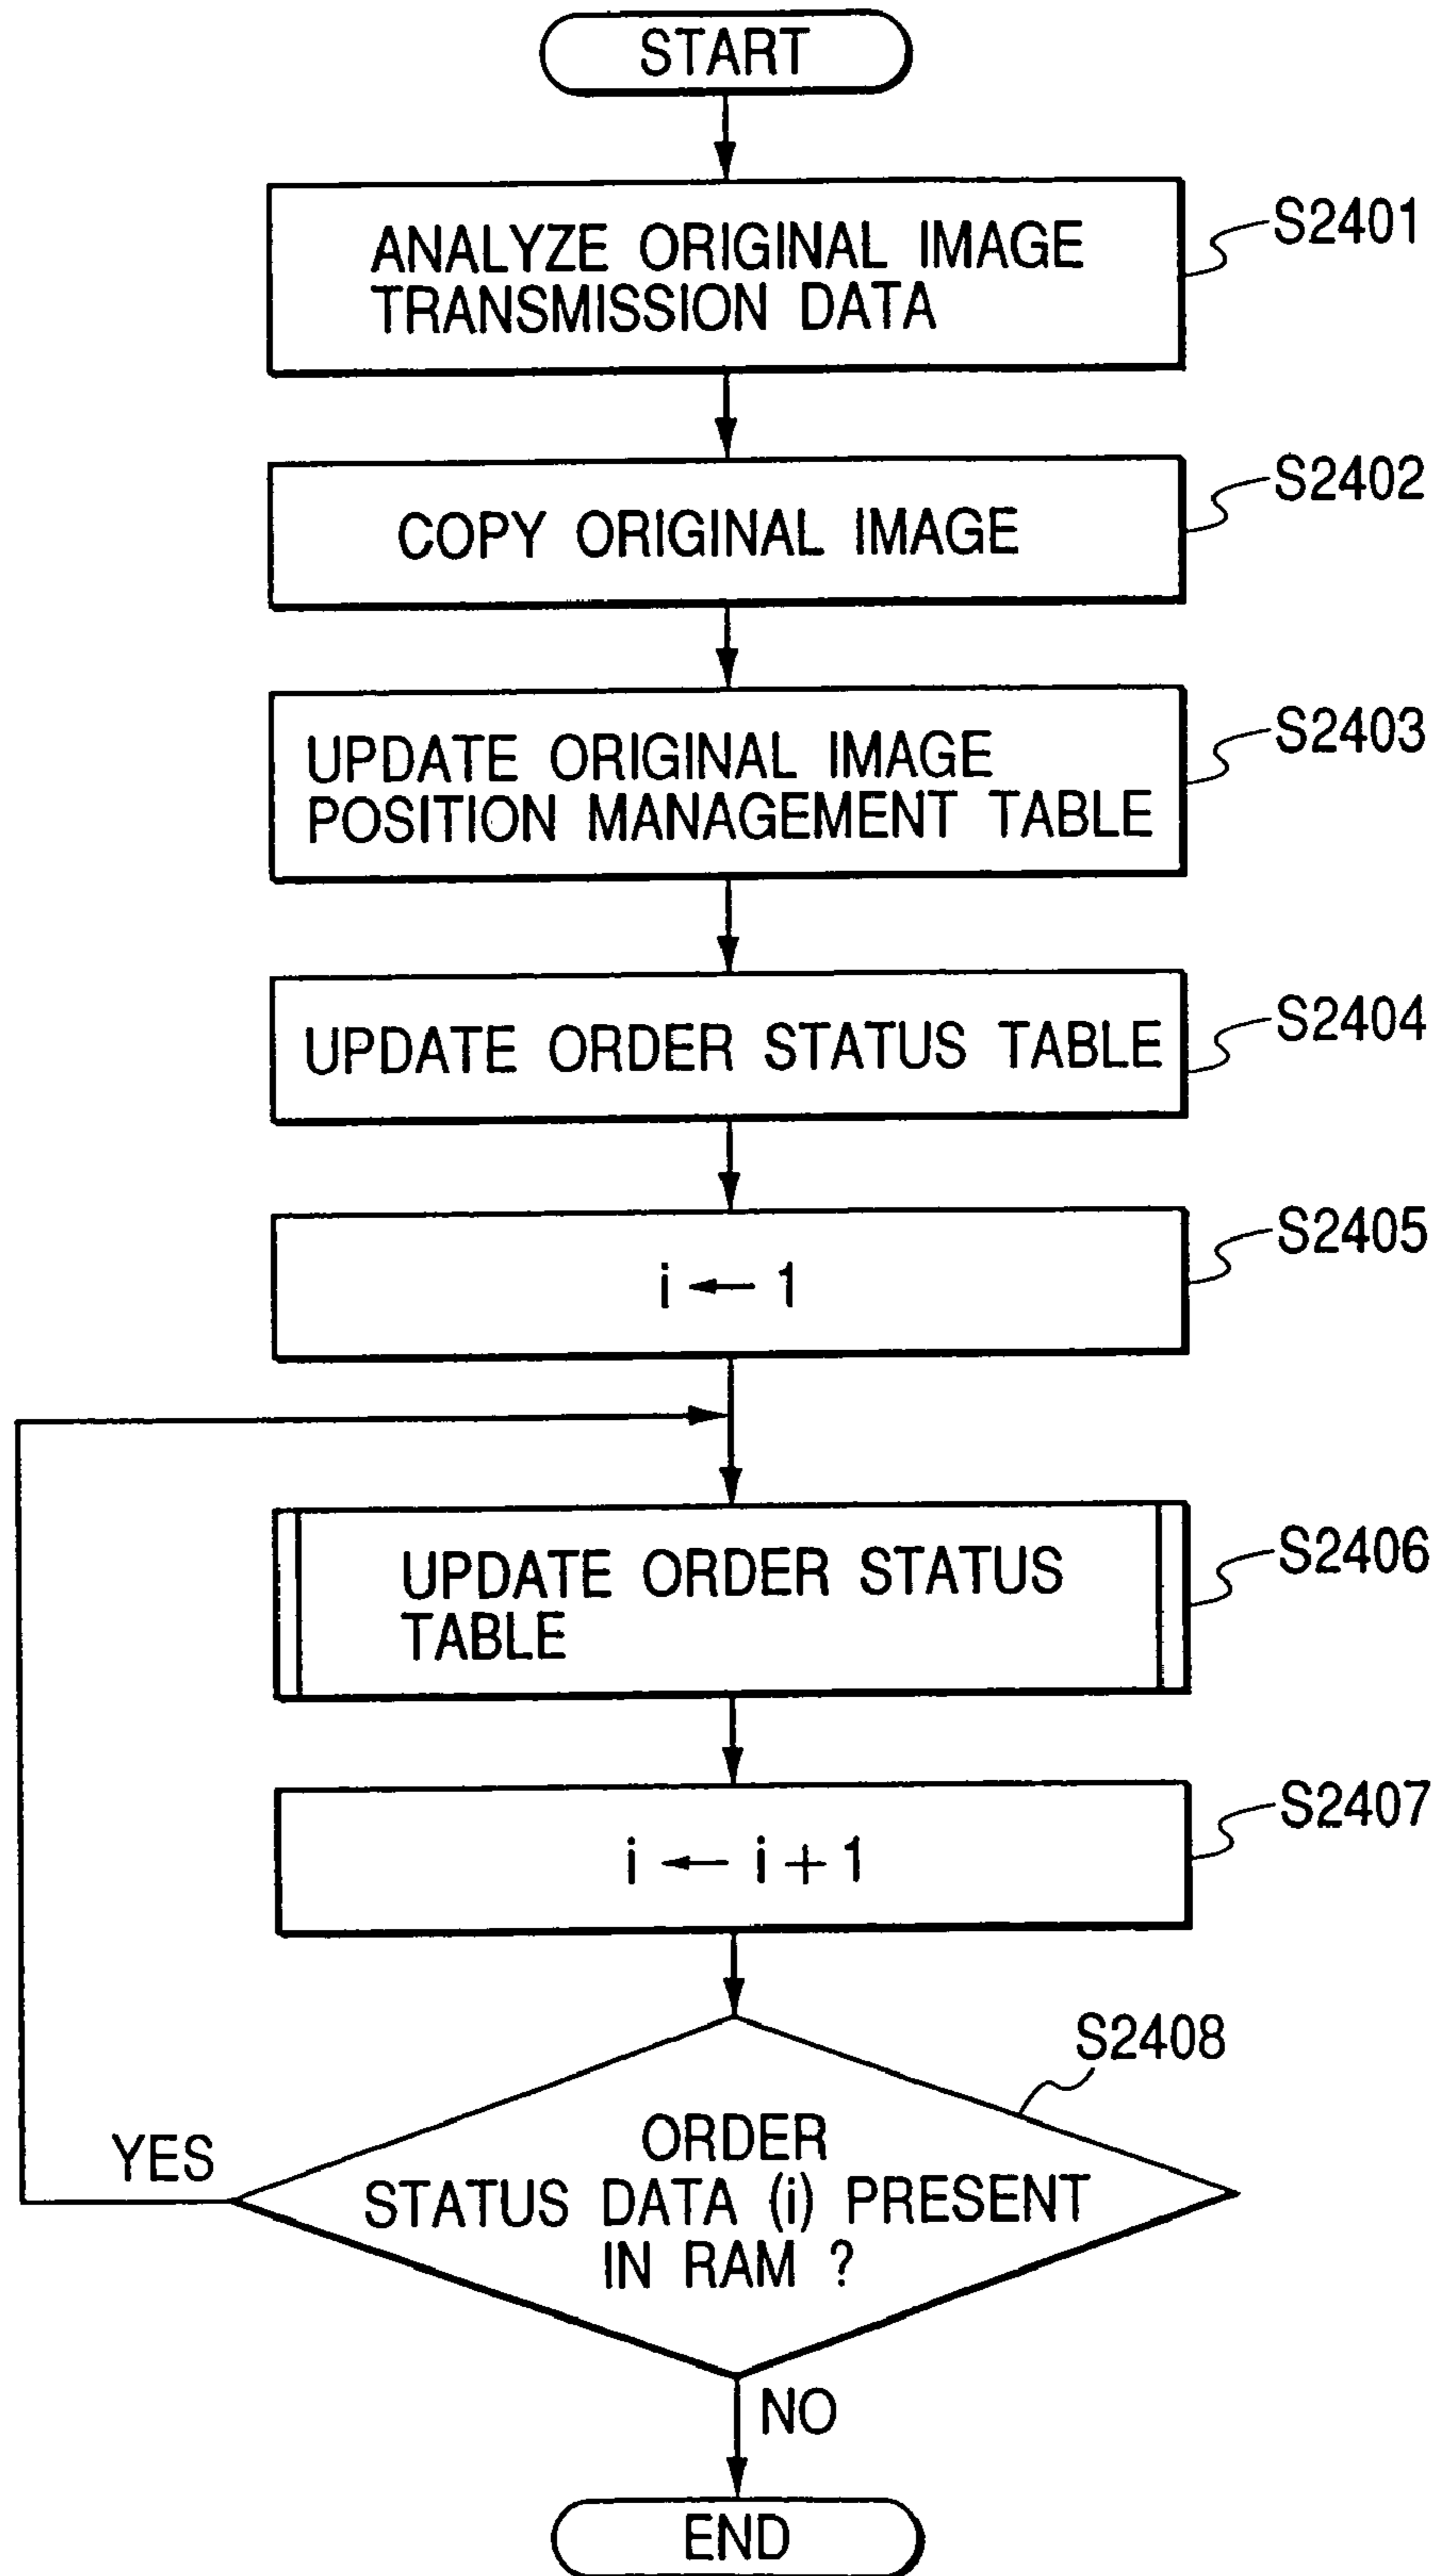 START
ANALYZE ORIGINAL IMAGE
TRANSMISSION DATA
S2401
COPY ORIGINAL IMAGE
S2402
UPDATE ORIGINAL IMAGE
POSITION MANAGEMENT TABLE
S2403
UPDATE ORDER STATUS TABLE
S2404
i ← 1
S2405
UPDATE ORDER STATUS
TABLE
S2406
i ← i + 1
S2407
S2408
ORDER
STATUS DATA (i) PRESENT
IN RAM ?
YES
NO
END